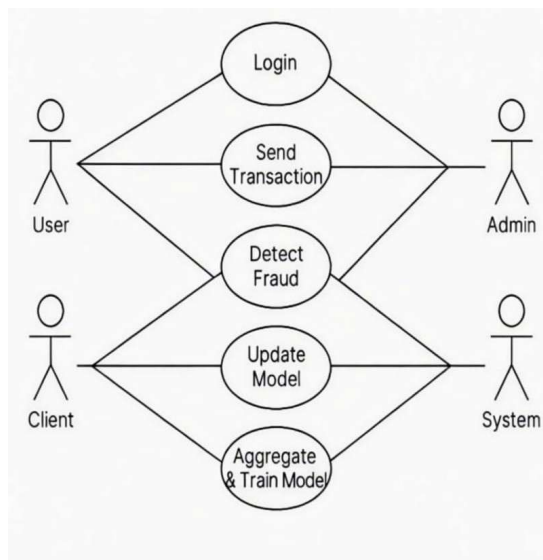 Login
Send
Transaction
User
Admin
Detect
Fraud
Update
Model
Client
System
Aggregate
& Train Model